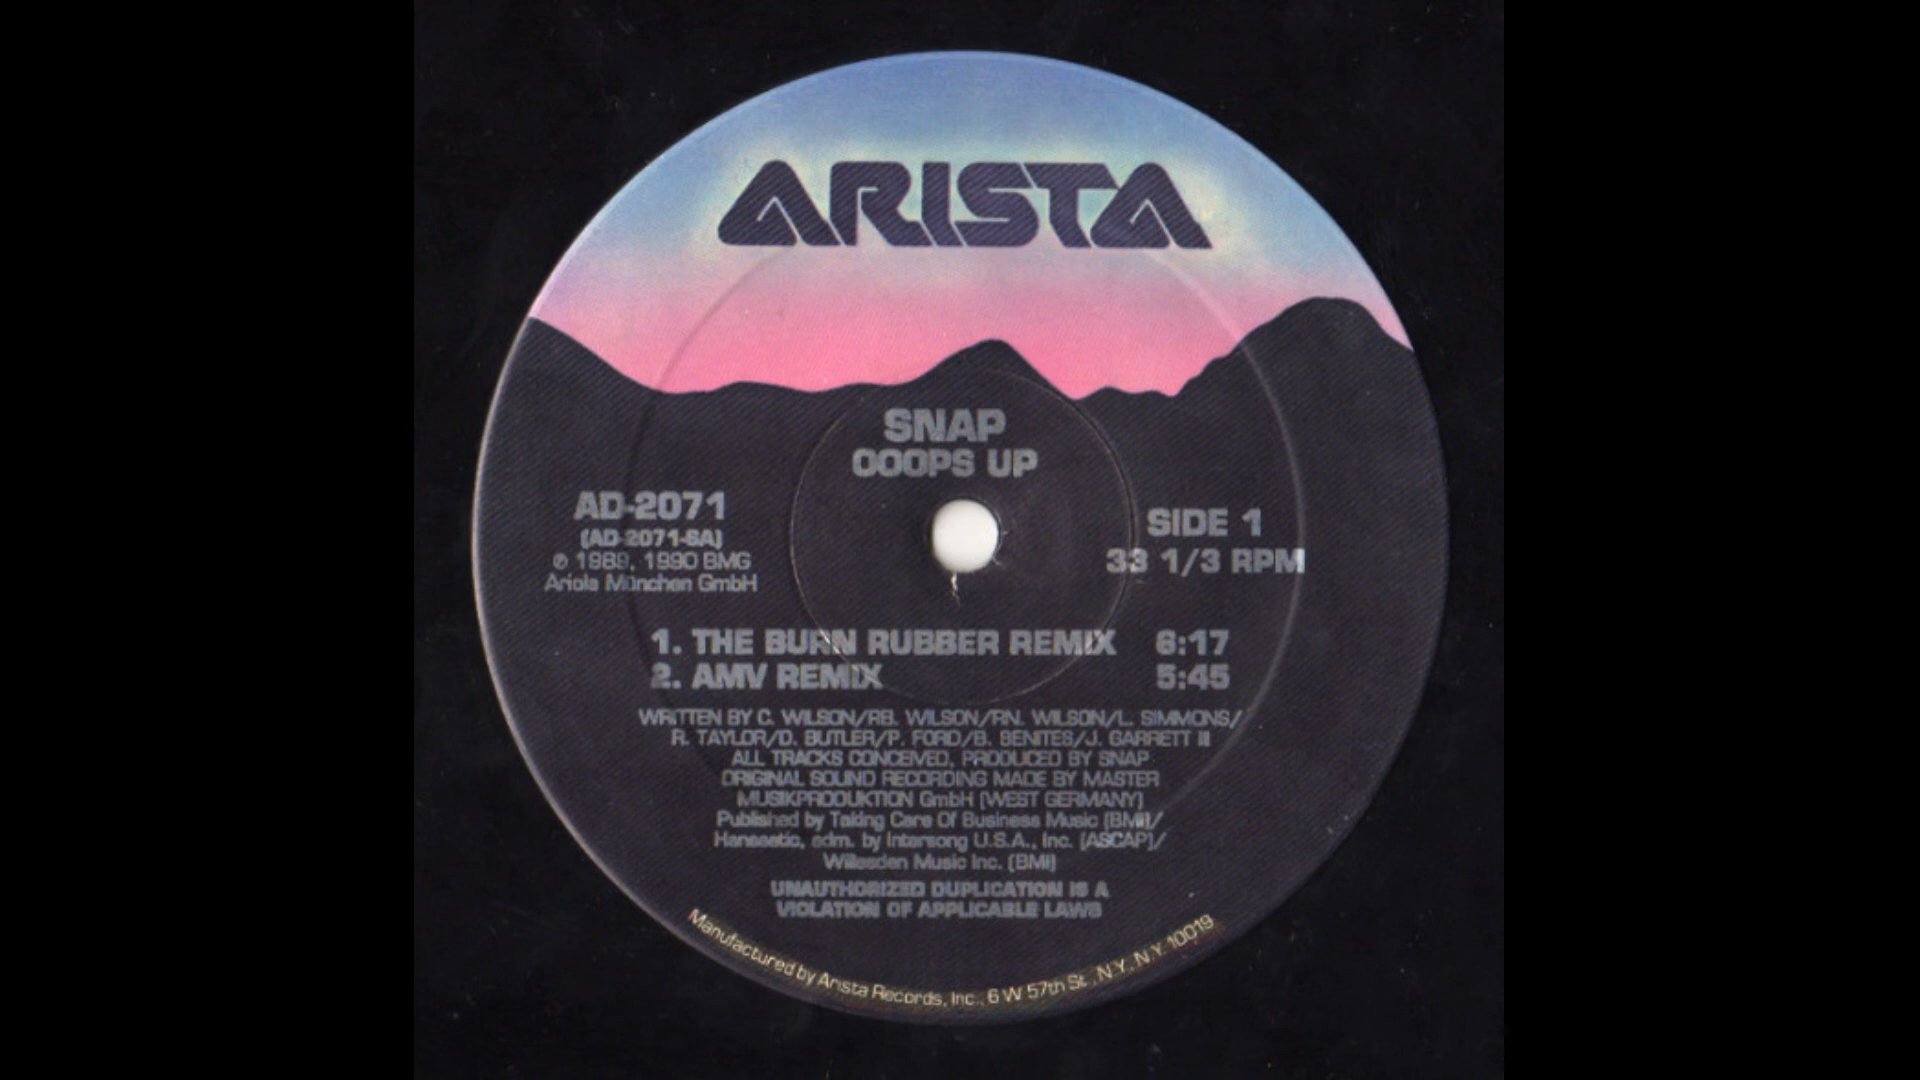 ARISTA
SNAP
OOOPS UP
AD-2071
(AD-2071-SA)
℗ 1989, 1990 BMG
Ariola München GmbH
SIDE 1
33 1/3 RPM
1. THE BURN RUBBER REMIX 6:17
2. AMV REMIX 5:45
WRITTEN BY C. WILSON/RB. WILSON/RN. WILSON/L. SIMMONS/
R. TAYLOR/D. BUTLER/P. FORD/B. BENITES/J. GARRETT III
ALL TRACKS CONCEIVED, PRODUCED BY SNAP
ORIGINAL SOUND RECORDING MADE BY MASTER
MUSIKPRODUKTION GmbH (WEST GERMANY)
Published by Taking Care Of Business Music (BMI)/
Hanseatic, adm. by Intersong U.S.A., Inc. (ASCAP)/
Willesden Music Inc. (BMI)
UNAUTHORIZED DUPLICATION IS A
VIOLATION OF APPLICABLE LAWS
Manufactured by Arista Records, Inc., 6 W 57th St., N.Y. N.Y. 10019